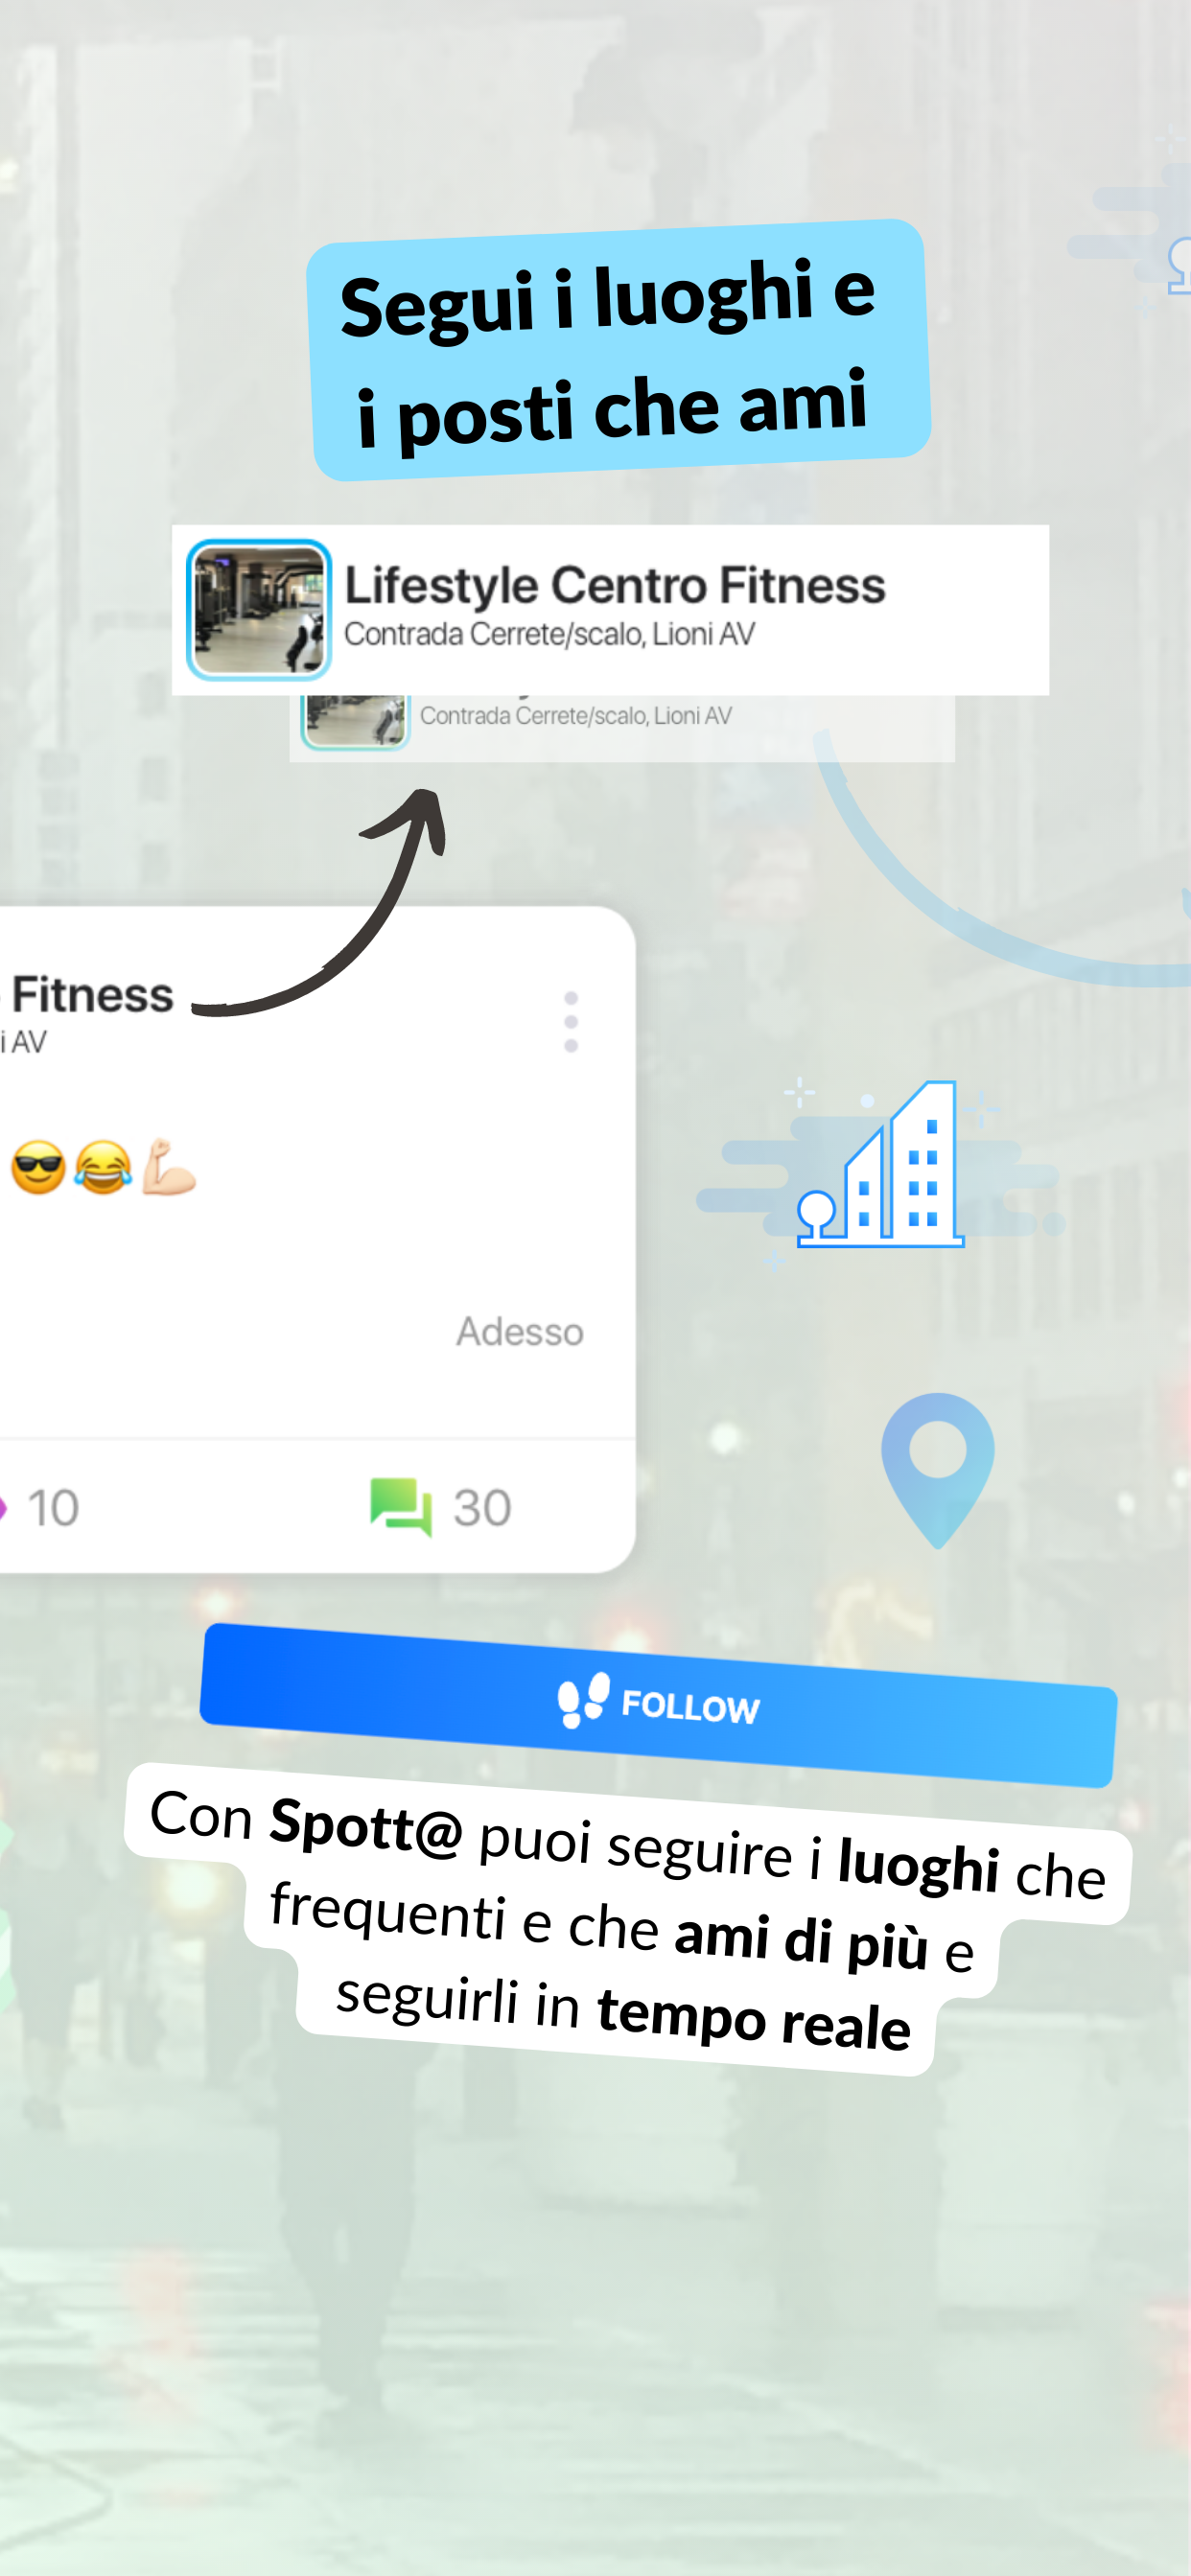 Segui i luoghi e
i posti che ami
Lifestyle Centro Fitness
Contrada Cerrete/scalo, Lioni AV
Contrada Cerrete/scalo, Lioni AV
Fitness
i AV
😎😂💪🏻
Adesso
10
30
FOLLOW
Con Spott@ puoi seguire i luoghi che
frequenti e che ami di più e
seguirli in tempo reale